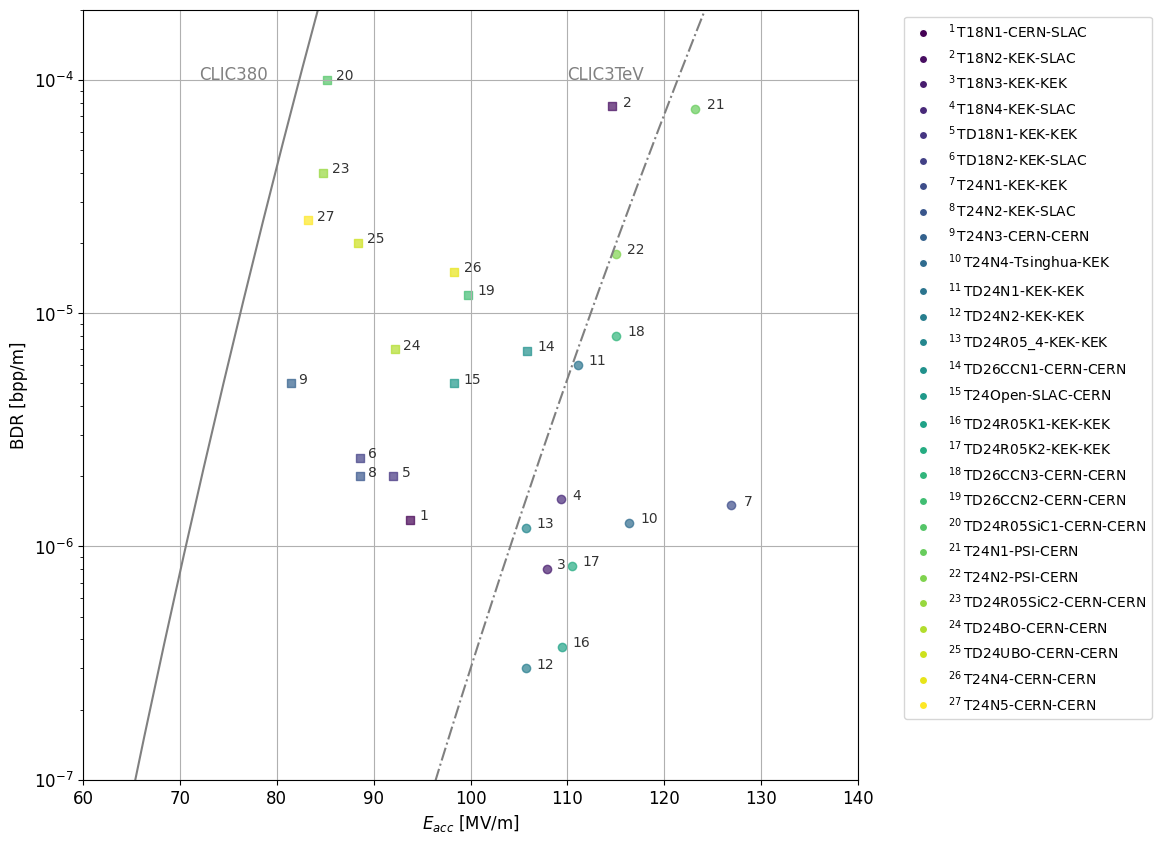 CLIC380
CLIC3TeV
10⁻⁴
10⁻⁵
10⁻⁶
10⁻⁷
BDR [bpp/m]
20
2
21
23
27
25
22
26
19
24
14
18
11
9
15
6
8
5
1
4
7
13
10
3
17
16
12
60 70 80 90 100 110 120 130 140
E_acc [MV/m]
¹T18N1-CERN-SLAC
²T18N2-KEK-SLAC
³T18N3-KEK-KEK
⁴T18N4-KEK-SLAC
⁵TD18N1-KEK-KEK
⁶TD18N2-KEK-SLAC
⁷T24N1-KEK-KEK
⁸T24N2-KEK-SLAC
⁹T24N3-CERN-CERN
¹⁰T24N4-Tsinghua-KEK
¹¹TD24N1-KEK-KEK
¹²TD24N2-KEK-KEK
¹³TD24R05_4-KEK-KEK
¹⁴TD26CCN1-CERN-CERN
¹⁵T24Open-SLAC-CERN
¹⁶TD24R05K1-KEK-KEK
¹⁷TD24R05K2-KEK-KEK
¹⁸TD26CCN3-CERN-CERN
¹⁹TD26CCN2-CERN-CERN
²⁰TD24R05SiC1-CERN-CERN
²¹T24N1-PSI-CERN
²²T24N2-PSI-CERN
²³TD24R05SiC2-CERN-CERN
²⁴TD24BO-CERN-CERN
²⁵TD24UBO-CERN-CERN
²⁶T24N4-CERN-CERN
²⁷T24N5-CERN-CERN